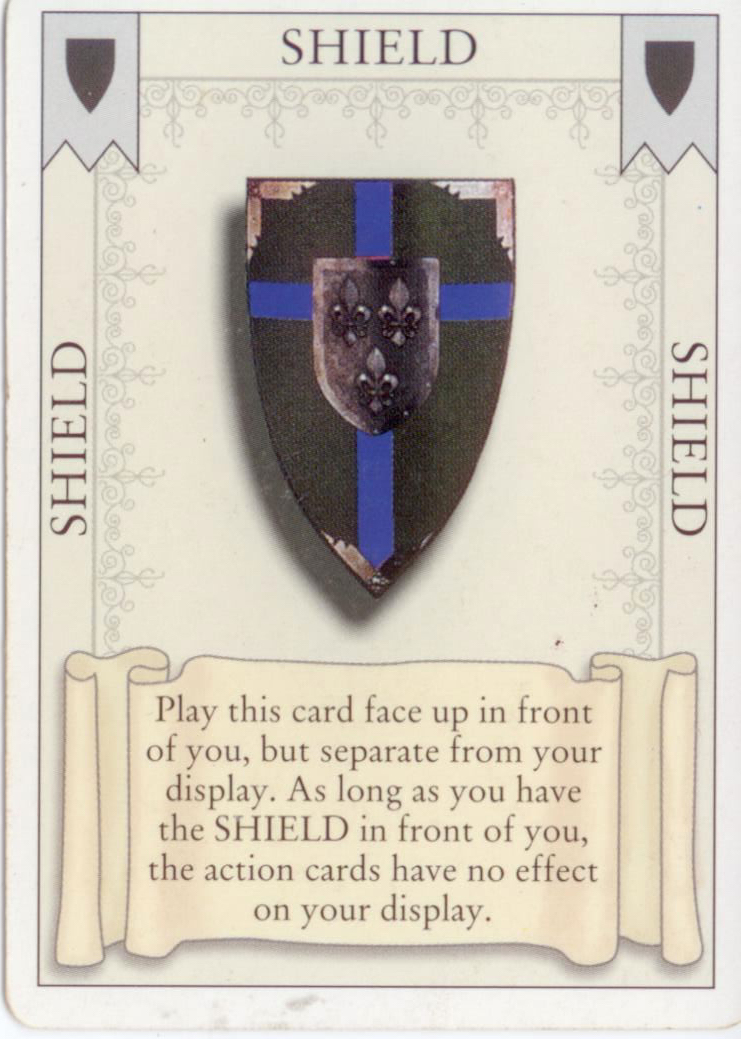 SHIELD
SHIELD
SHIELD
Play this card face up in front
of you, but separate from your
display. As long as you have
the SHIELD in front of you,
the action cards have no effect
on your display.